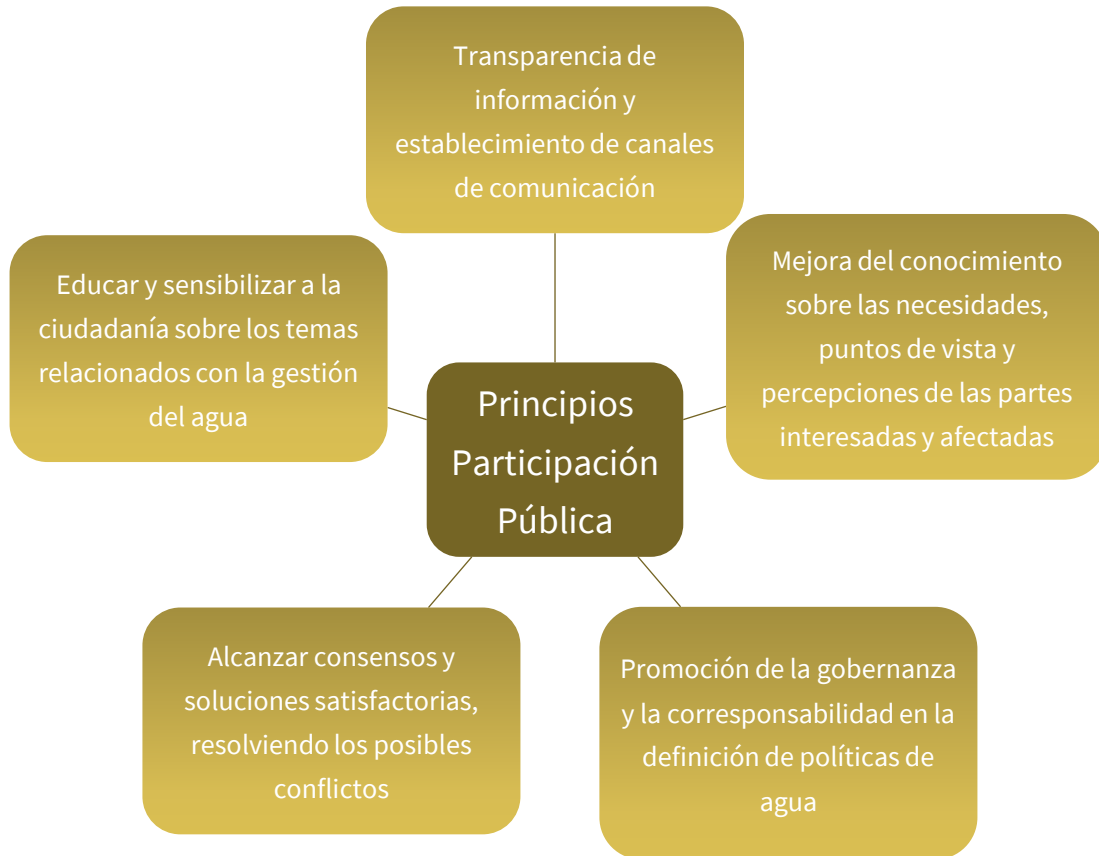 Transparencia de
información y
establecimiento de canales
de comunicación
Mejora del conocimiento
sobre las necesidades,
puntos de vista y
percepciones de las partes
interesadas y afectadas
Promoción de la gobernanza
y la corresponsabilidad en la
definición de políticas de
agua
Alcanzar consensos y
soluciones satisfactorias,
resolviendo los posibles
conflictos
Educar y sensibilizar a la
ciudadanía sobre los temas
relacionados con la gestión
del agua
Principios
Participación
Pública